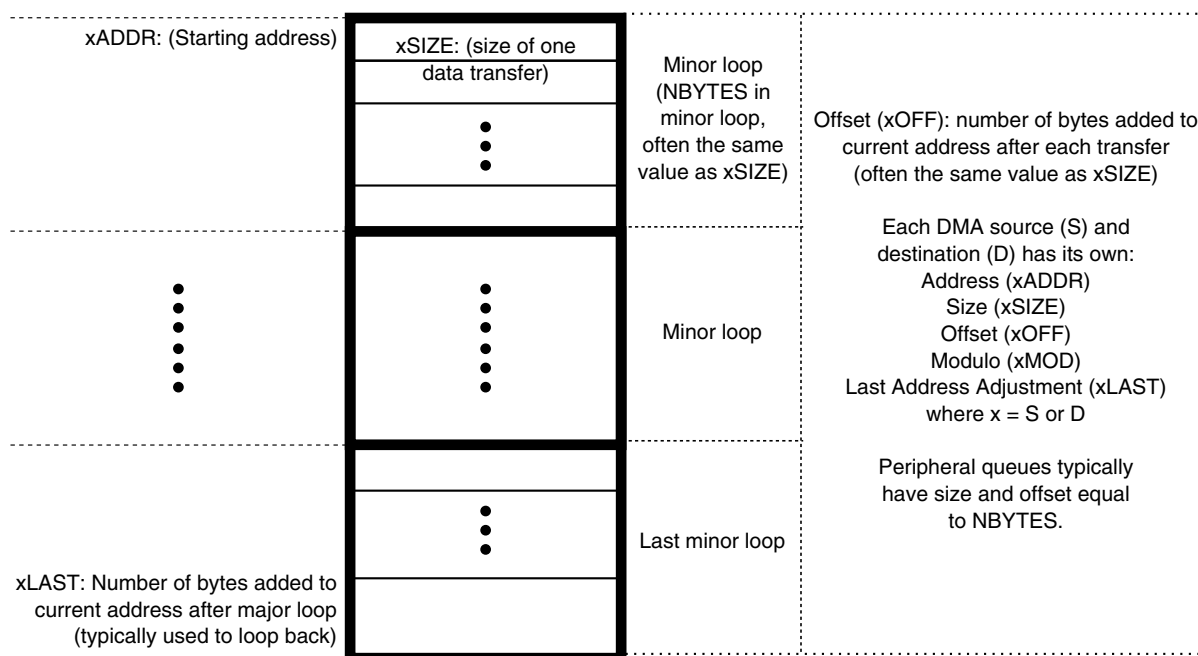 xADDR: (Starting address)
xSIZE: (size of one
data transfer)
Minor loop
(NBYTES in
minor loop,
often the same
value as xSIZE)
Offset (xOFF): number of bytes added to
current address after each transfer
(often the same value as xSIZE)
Each DMA source (S) and
destination (D) has its own:
Address (xADDR)
Size (xSIZE)
Offset (xOFF)
Modulo (xMOD)
Last Address Adjustment (xLAST)
where x = S or D
Minor loop
Peripheral queues typically
have size and offset equal
to NBYTES.
Last minor loop
xLAST: Number of bytes added to
current address after major loop
(typically used to loop back)